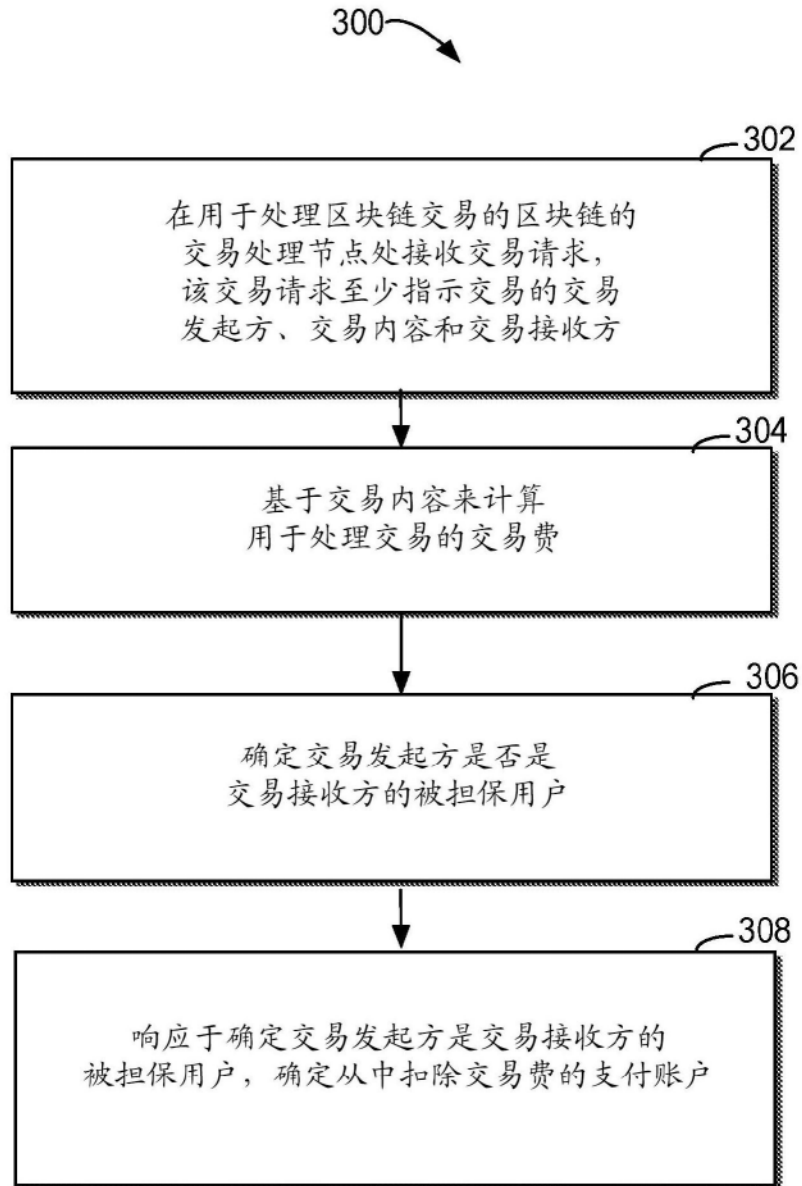 300
302
在用于处理区块链交易的区块链的
交易处理节点处接收交易请求，
该交易请求至少指示交易的交易
发起方、交易内容和交易接收方
304
基于交易内容来计算
用于处理交易的交易费
306
确定交易发起方是否是
交易接收方的被担保用户
308
响应于确定交易发起方是交易接收方的
被担保用户，确定从中扣除交易费的支付账户